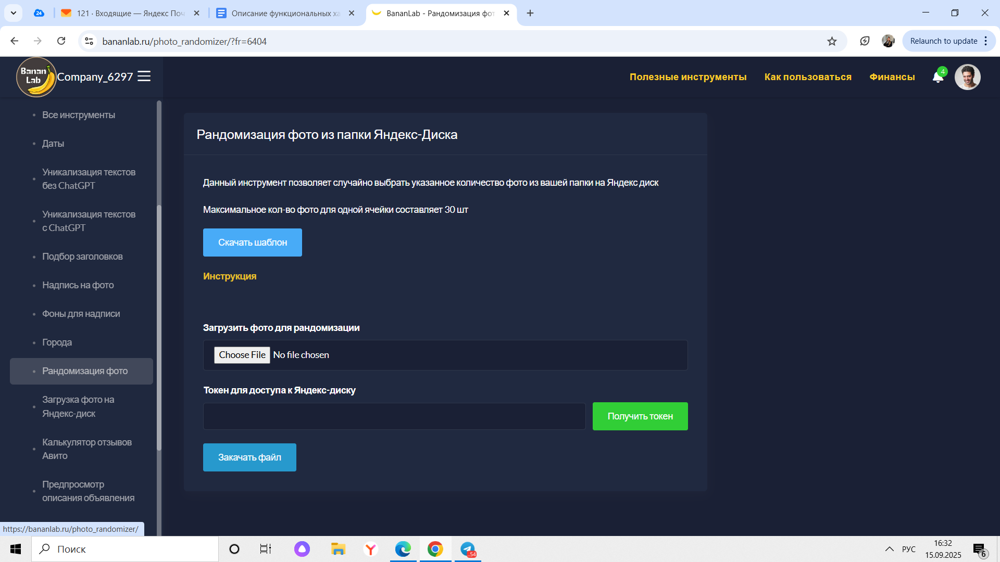 24
121 · Входящие — Яндекс Поч
Описание функциональных ха
BananLab - Рандомизация фот
bananlab.ru/photo_randomizer/?fr=6404
Relaunch to update
Banan
Lab
Company_6297
Полезные инструменты
Как пользоваться
Финансы
4
Все инструменты
Даты
Уникализация текстов
без ChatGPT
Уникализация текстов
с ChatGPT
Подбор заголовков
Надпись на фото
Фоны для надписи
Города
Рандомизация фото
Загрузка фото на
Яндекс-диск
Калькулятор отзывов
Авито
Предпросмотр
описания объявления
Рандомизация фото из папки Яндекс-Диска
Данный инструмент позволяет случайно выбрать указанное количество фото из вашей папки на Яндекс диск
Максимальное кол-во фото для одной ячейки составляет 30 шт
Скачать шаблон
Инструкция
Загрузить фото для рандомизации
Choose File No file chosen
Токен для доступа к Яндекс-диску
Получить токен
Закачать файл
https://bananlab.ru/photo_randomizer/
Поиск
..54
РУС
16:32
15.09.2025
6